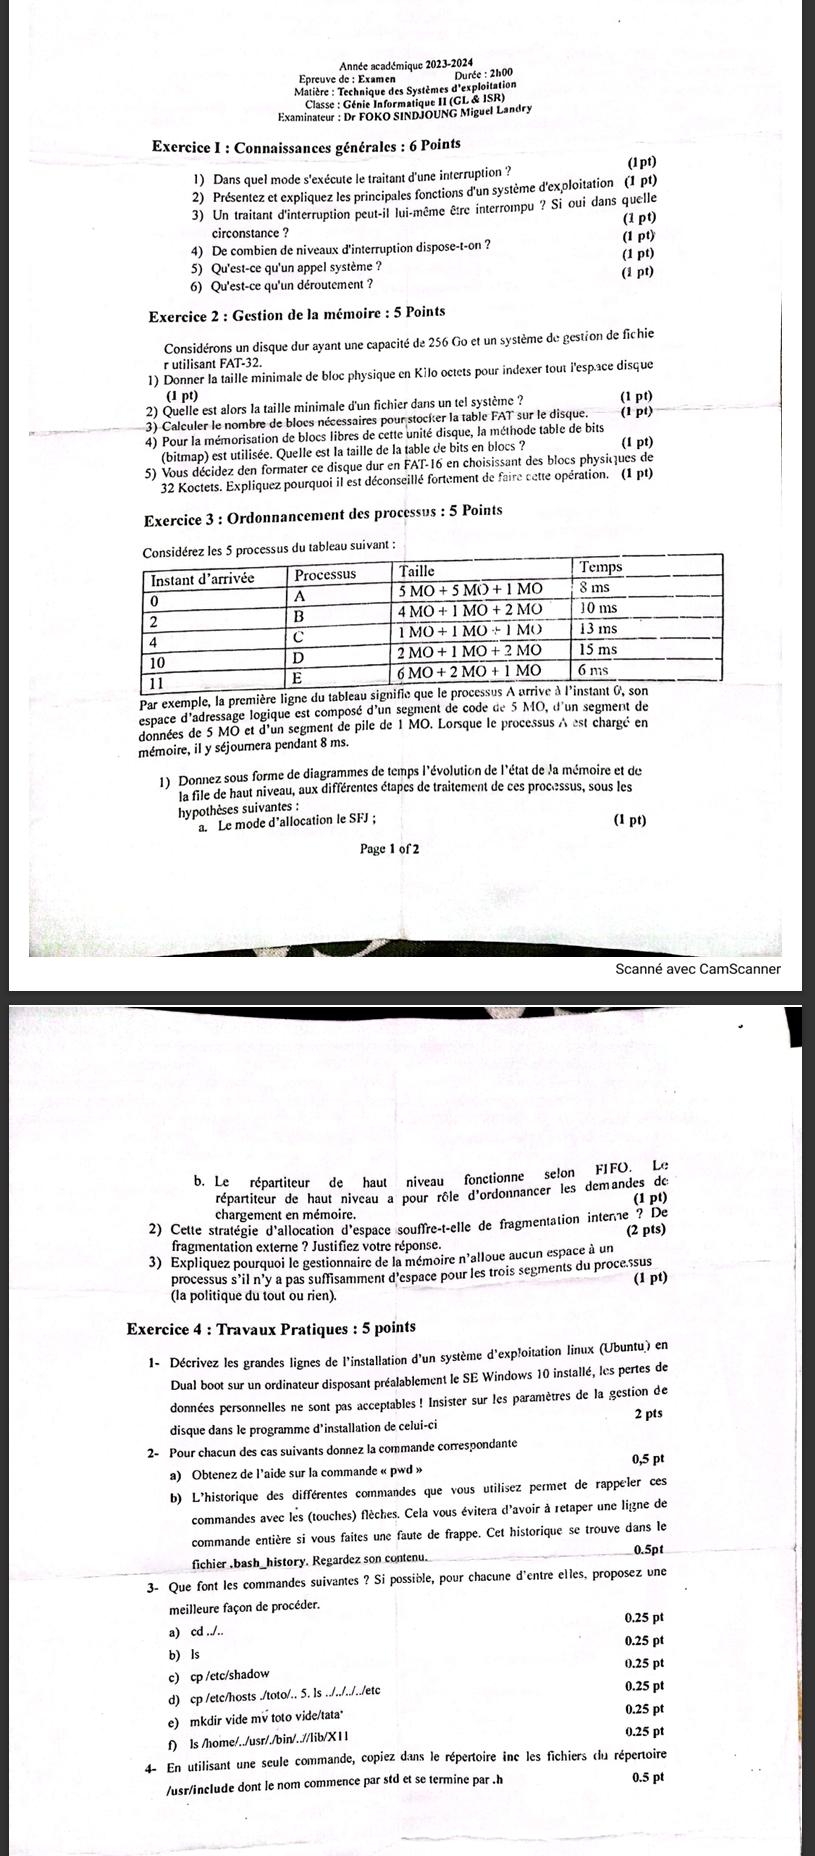 Année académique 2023-2024
Epreuve de : Examen Durée : 2h00
Matière : Technique des Systèmes d'exploitation
Classe : Génie Informatique II (GL & ISR)
Examinateur : Dr FOKO SINDJOUNG Miguel Landry
Exercice I : Connaissances générales : 6 Points
1) Dans quel mode s'exécute le traitant d'une interruption ? (1pt)
2) Présentez et expliquez les principales fonctions d'un système d'exploitation (1 pt)
3) Un traitant d'interruption peut-il lui-même être interrompu ? Si oui dans quelle
circonstance ? (1 pt)
4) De combien de niveaux d'interruption dispose-t-on ? (1 pt)
5) Qu'est-ce qu'un appel système ? (1 pt)
6) Qu'est-ce qu'un déroutement ? (1 pt)
Exercice 2 : Gestion de la mémoire : 5 Points
Considérons un disque dur ayant une capacité de 256 Go et un système de gestion de fichie
r utilisant FAT-32.
1) Donner la taille minimale de bloc physique en Kilo octets pour indexer tout l'espace disque
(1 pt)
2) Quelle est alors la taille minimale d'un fichier dans un tel système ? (1 pt)
3) Calculer le nombre de blocs nécessaires pour stocker la table FAT sur le disque. (1 pt)
4) Pour la mémorisation de blocs libres de cette unité disque, la méthode table de bits
(bitmap) est utilisée. Quelle est la taille de la table de bits en blocs ? (1 pt)
5) Vous décidez den formater ce disque dur en FAT-16 en choisissant des blocs physiques de
32 Koctets. Expliquez pourquoi il est déconseillé fortement de faire cette opération. (1 pt)
Exercice 3 : Ordonnancement des processus : 5 Points
Considérez les 5 processus du tableau suivant :
Instant d'arrivée Processus Taille Temps
0 A 5 MO + 5 MO + 1 MO 8 ms
2 B 4 MO + 1 MO + 2 MO 10 ms
4 C 1 MO + 1 MO + 1 MO 13 ms
10 D 2 MO + 1 MO + 2 MO 15 ms
11 E 6 MO + 2 MO + 1 MO 6 ms
Par exemple, la première ligne du tableau signifie que le processus A arrive à l'instant 0, son
espace d'adressage logique est composé d'un segment de code de 5 MO, d'un segment de
données de 5 MO et d'un segment de pile de 1 MO. Lorsque le processus A est chargé en
mémoire, il y séjournera pendant 8 ms.
1) Donnez sous forme de diagrammes de temps l'évolution de l'état de la mémoire et de
la file de haut niveau, aux différentes étapes de traitement de ces processus, sous les
hypothèses suivantes :
a. Le mode d'allocation le SFJ ; (1 pt)
Page 1 of 2
Scanné avec CamScanner
b. Le répartiteur de haut niveau fonctionne selon FIFO. Le
répartiteur de haut niveau a pour rôle d'ordonnancer les demandes de
chargement en mémoire. (1 pt)
2) Cette stratégie d'allocation d'espace souffre-t-elle de fragmentation interne ? De
fragmentation externe ? Justifiez votre réponse. (2 pts)
3) Expliquez pourquoi le gestionnaire de la mémoire n'alloue aucun espace à un
processus s'il n'y a pas suffisamment d'espace pour les trois segments du processus
(la politique du tout ou rien). (1 pt)
Exercice 4 : Travaux Pratiques : 5 points
1- Décrivez les grandes lignes de l'installation d'un système d'exploitation linux (Ubuntu) en
Dual boot sur un ordinateur disposant préalablement le SE Windows 10 installé, les pertes de
données personnelles ne sont pas acceptables ! Insister sur les paramètres de la gestion de
disque dans le programme d'installation de celui-ci 2 pts
2- Pour chacun des cas suivants donnez la commande correspondante
a) Obtenez de l'aide sur la commande « pwd » 0,5 pt
b) L'historique des différentes commandes que vous utilisez permet de rappeler ces
commandes avec les (touches) flèches. Cela vous évitera d'avoir à retaper une ligne de
commande entière si vous faites une faute de frappe. Cet historique se trouve dans le
fichier .bash_history. Regardez son contenu. 0.5pt
3- Que font les commandes suivantes ? Si possible, pour chacune d'entre elles, proposez une
meilleure façon de procéder.
a) cd ../.. 0.25 pt
b) ls 0.25 pt
c) cp /etc/shadow 0.25 pt
d) cp /etc/hosts ./toto/.. 5. ls ../../../../etc 0.25 pt
e) mkdir vide mv toto vide/tata' 0.25 pt
f) ls /home/../usr/./bin/..//lib/X11 0.25 pt
4- En utilisant une seule commande, copiez dans le répertoire inc les fichiers du répertoire
/usr/include dont le nom commence par std et se termine par .h 0.5 pt